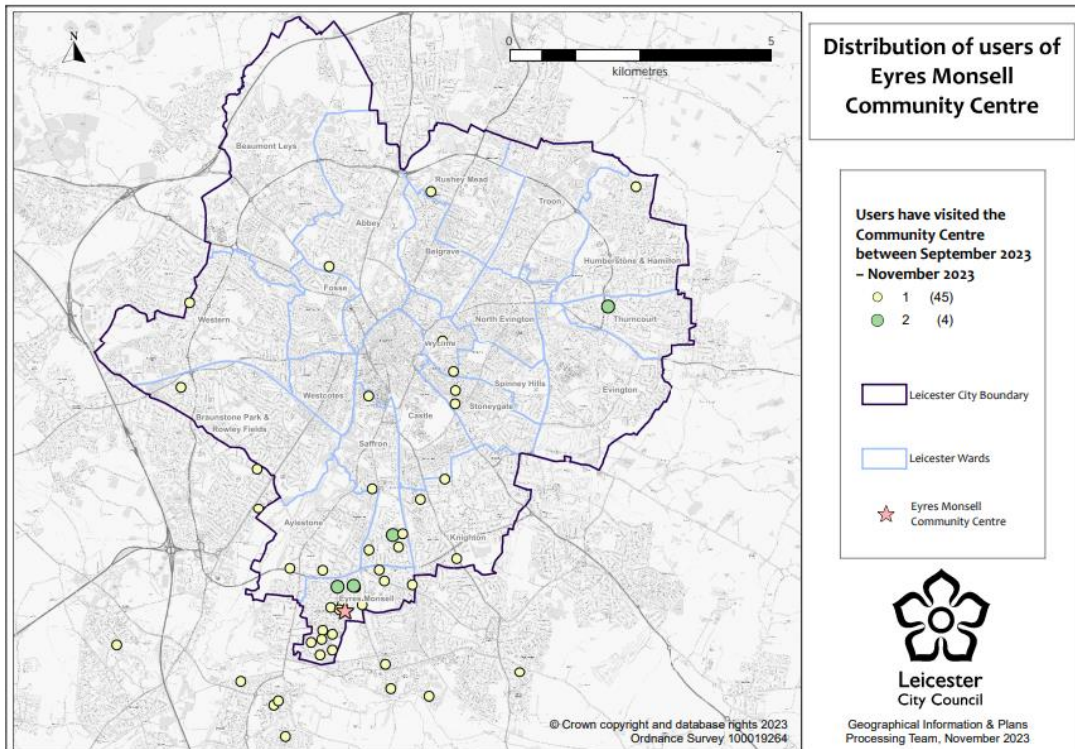 N
0
5
kilometres
Beaumont Leys
Rushey Mead
Troon
Abbey
Belgrave
Humberstone & Hamilton
Fosse
Western
North Evington
Thurncourt
Wycliffe
Spinney Hills
Evington
Westcotes
Stoneygate
Castle
Braunstone Park &
Rowley Fields
Saffron
Aylestone
Knighton
Eyres Monsell
© Crown copyright and database rights 2023
Ordnance Survey 100019264
Distribution of users of
Eyres Monsell
Community Centre
Users have visited the
Community Centre
between September 2023
– November 2023
1 (45)
2 (4)
Leicester City Boundary
Leicester Wards
Eyres Monsell
Community Centre
Leicester
City Council
Geographical Information & Plans
Processing Team, November 2023